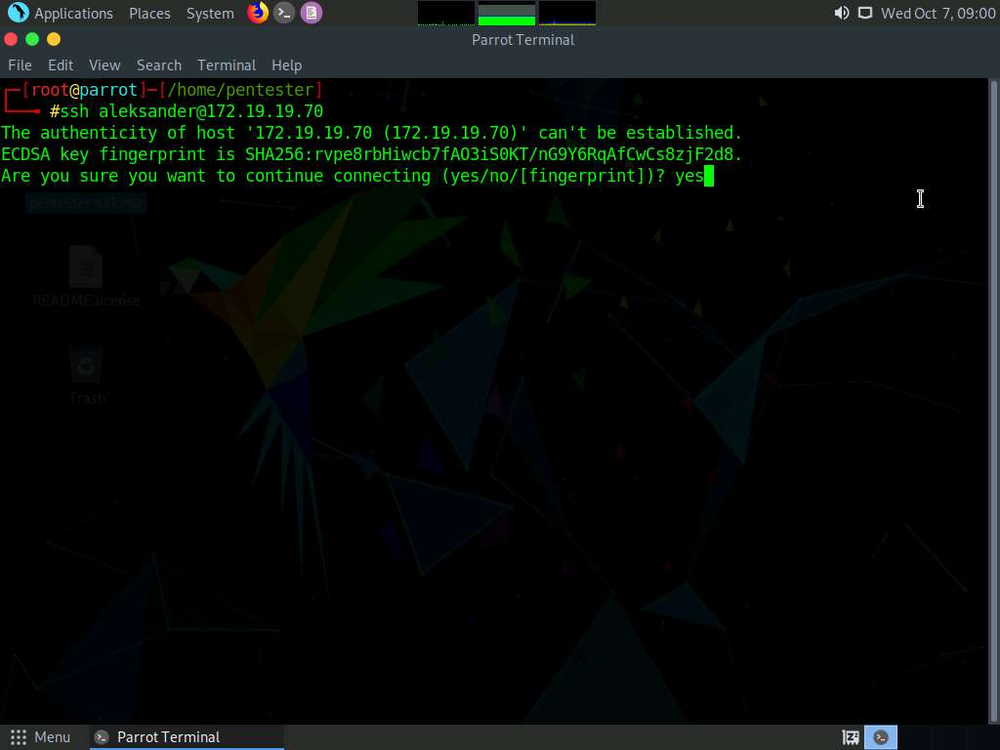 Applications Places System Wed Oct 7, 09:00
Parrot Terminal
File Edit View Search Terminal Help
┌─[root@parrot]─[/home/pentester]
└──╼ #ssh aleksander@172.19.19.70
The authenticity of host '172.19.19.70 (172.19.19.70)' can't be established.
ECDSA key fingerprint is SHA256:rvpe8rbHiwcb7fAO3iS0KT/nG9Y6RqAfCwCs8zjF2d8.
Are you sure you want to continue connecting (yes/no/[fingerprint])? yes
pentester's Home
README.license
Trash
Menu Parrot Terminal